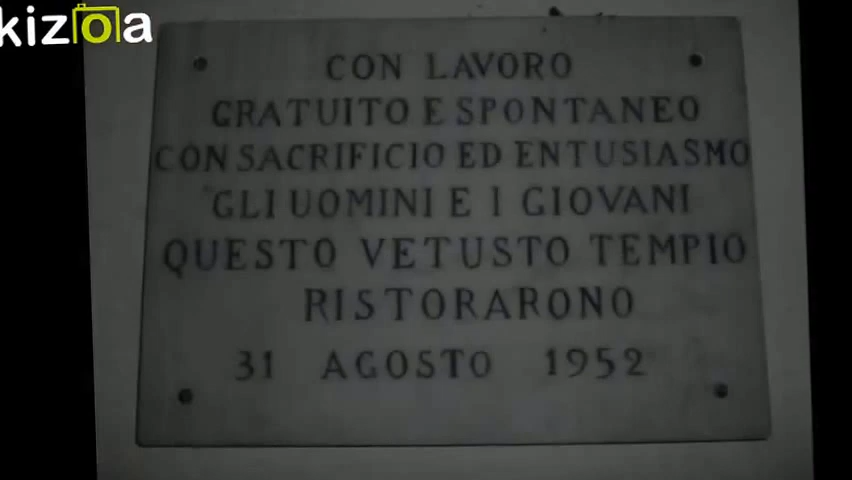 kizoa
CON LAVORO
GRATUITO E SPONTANEO
CON SACRIFICIO ED ENTUSIASMO
GLI UOMINI E I GIOVANI
QUESTO VETUSTO TEMPIO
RISTORARONO
31 AGOSTO 1952